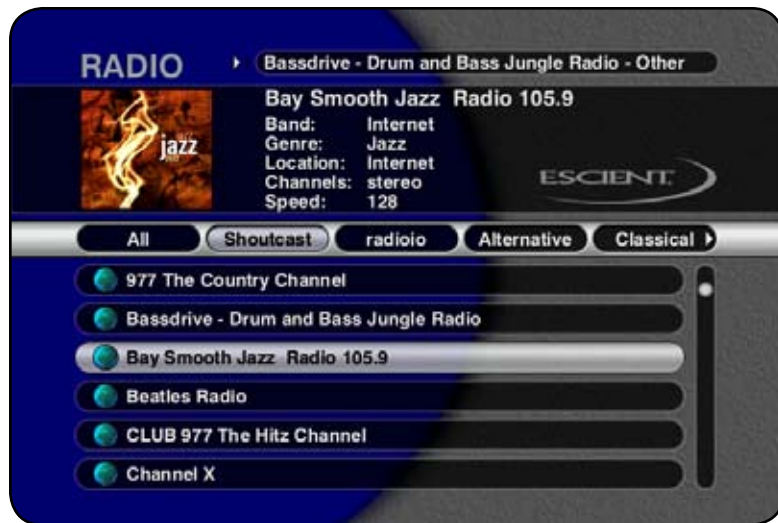 RADIO
Bassdrive - Drum and Bass Jungle Radio - Other
jazz
Bay Smooth Jazz  Radio 105.9
Band: Internet
Genre: Jazz
Location: Internet
Channels: stereo
Speed: 128
ESCIENT.
All Shoutcast radioio Alternative Classical
977 The Country Channel
Bassdrive - Drum and Bass Jungle Radio
Bay Smooth Jazz  Radio 105.9
Beatles Radio
CLUB 977 The Hitz Channel
Channel X